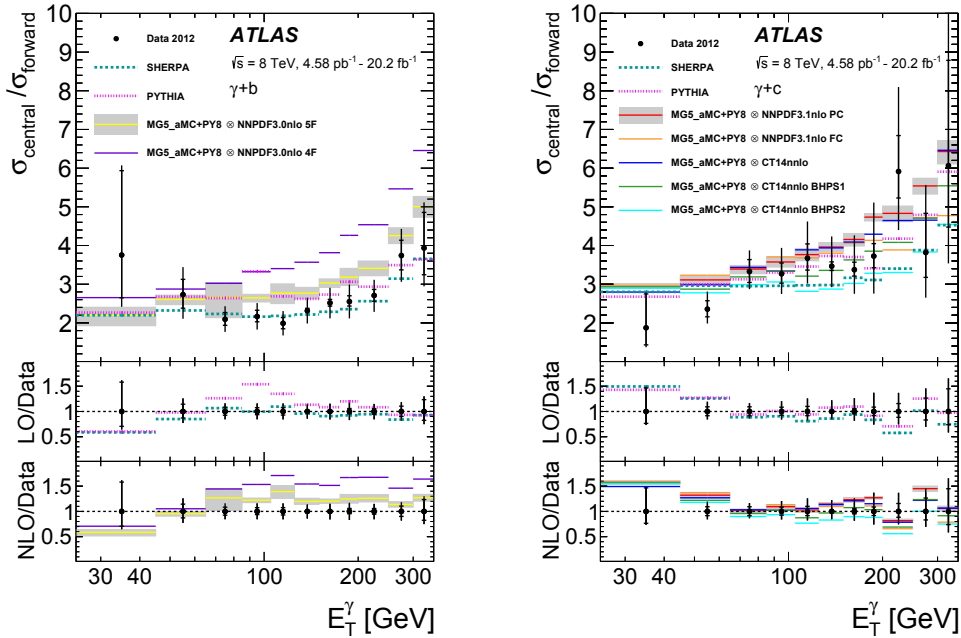 σcentral /σforward
10
9
8
7
6
5
4
3
2
ATLAS
Data 2012
√s = 8 TeV, 4.58 pb⁻¹ - 20.2 fb⁻¹
SHERPA
PYTHIA
γ+b
MG5_aMC+PY8 ⊗ NNPDF3.0nlo 5F
MG5_aMC+PY8 ⊗ NNPDF3.0nlo 4F
LO/Data
1.5
1
0.5
NLO/Data
1.5
1
0.5
30 40 100 200 300
E_T^γ [GeV]
σcentral /σforward
10
9
8
7
6
5
4
3
2
ATLAS
Data 2012
√s = 8 TeV, 4.58 pb⁻¹ - 20.2 fb⁻¹
SHERPA
PYTHIA
γ+c
MG5_aMC+PY8 ⊗ NNPDF3.1nlo PC
MG5_aMC+PY8 ⊗ NNPDF3.1nlo FC
MG5_aMC+PY8 ⊗ CT14nnlo
MG5_aMC+PY8 ⊗ CT14nnlo BHPS1
MG5_aMC+PY8 ⊗ CT14nnlo BHPS2
LO/Data
1.5
1
0.5
NLO/Data
1.5
1
0.5
30 40 100 200 300
E_T^γ [GeV]